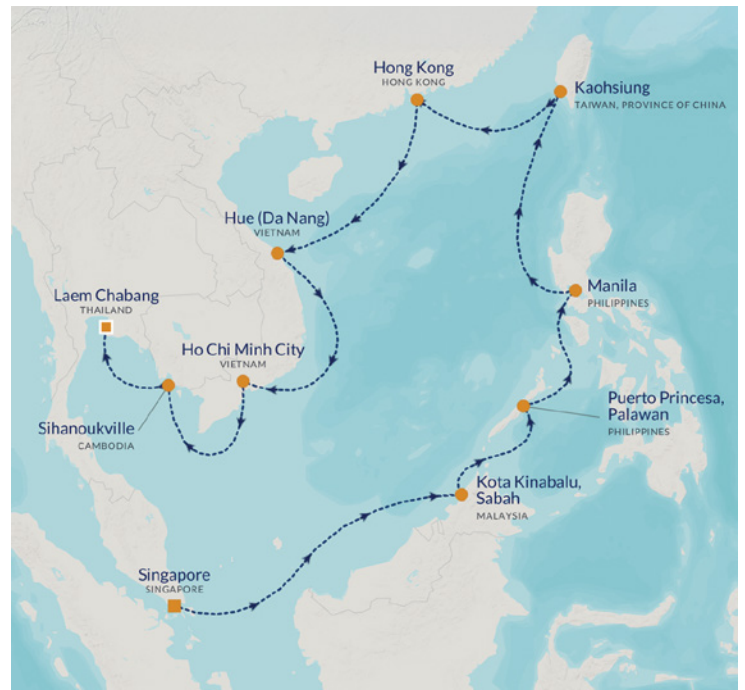 Hong Kong
HONG KONG
Kaohsiung
TAIWAN, PROVINCE OF CHINA
Hue (Da Nang)
VIETNAM
Laem Chabang
THAILAND
Manila
PHILIPPINES
Ho Chi Minh City
VIETNAM
Puerto Princesa,
Palawan
PHILIPPINES
Sihanoukville
CAMBODIA
Kota Kinabalu,
Sabah
MALAYSIA
Singapore
SINGAPORE